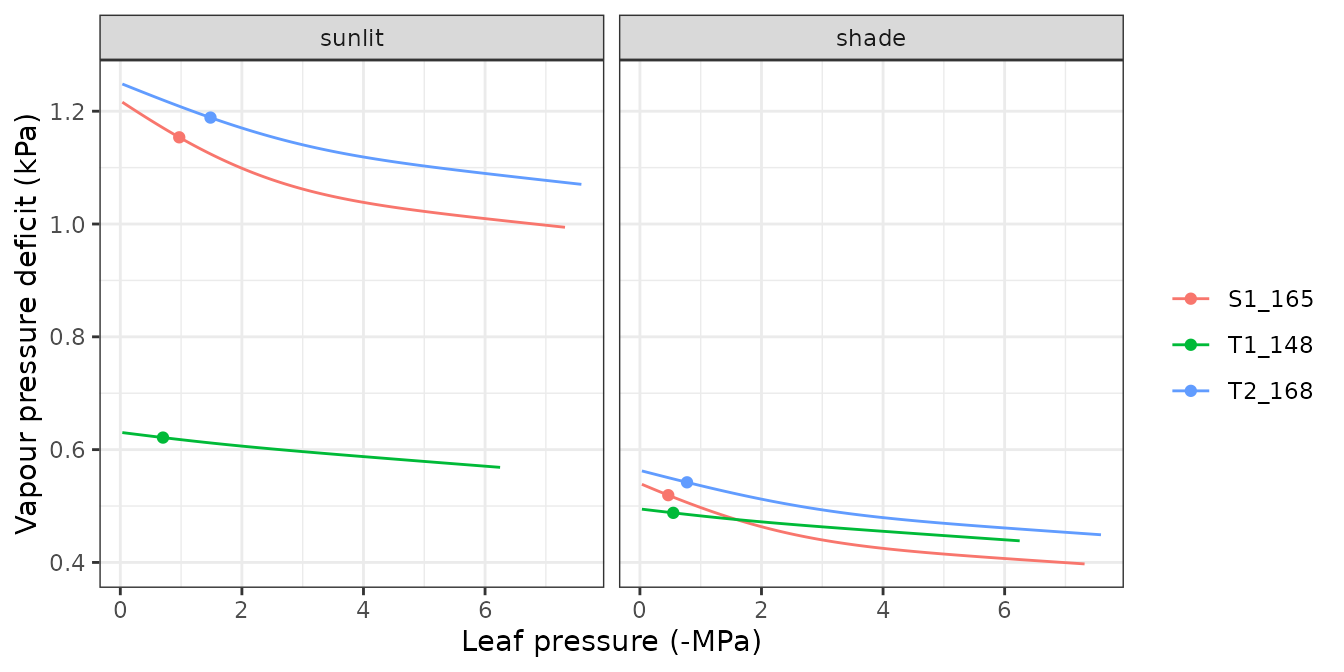 sunlit
shade
Vapour pressure deficit (kPa)
1.2
1.0
0.8
0.6
0.4
0 2 4 6
0 2 4 6
Leaf pressure (-MPa)
S1_165
T1_148
T2_168